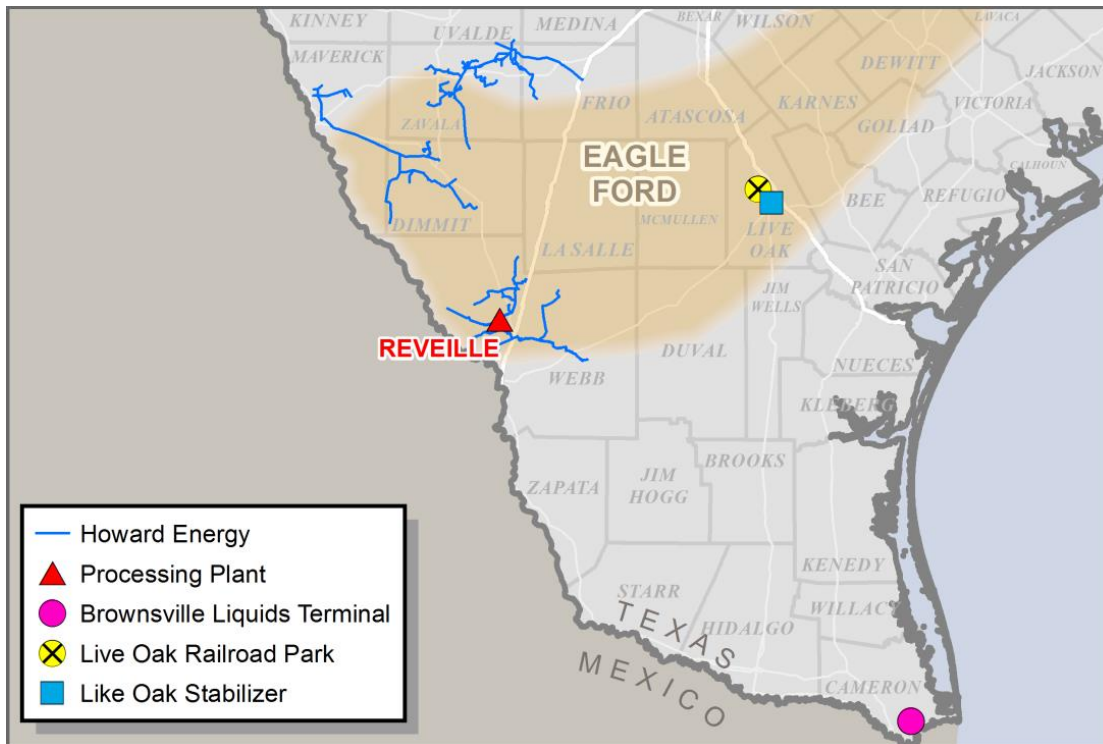 KINNEY
UVALDE
MEDINA
BEXAR
WILSON
LAVACA
MAVERICK
DEWITT
JACKSON
ZAVALA
FRIO
ATASCOSA
KARNES
VICTORIA
GOLIAD
CALHOUN
EAGLE
FORD
DIMMIT
LA SALLE
MCMULLEN
LIVE
OAK
BEE
REFUGIO
SAN
PATRICIO
JIM
WELLS
REVEILLE
WEBB
DUVAL
NUECES
KLEBERG
ZAPATA
JIM
HOGG
BROOKS
KENEDY
STARR
HIDALGO
WILLACY
CAMERON
TEXAS
MEXICO
Howard Energy
Processing Plant
Brownsville Liquids Terminal
Live Oak Railroad Park
Like Oak Stabilizer